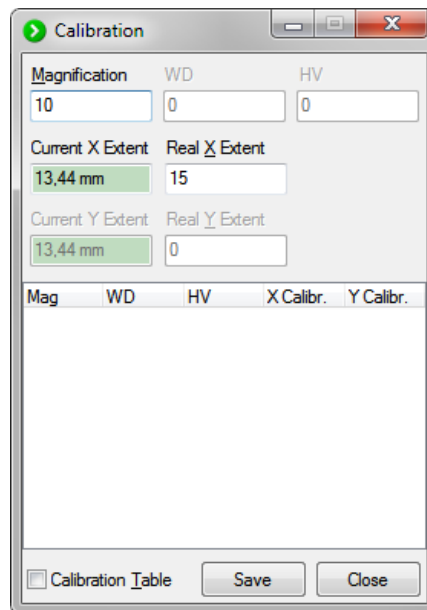 Calibration
Magnification WD HV
10 0 0
Current X Extent Real X Extent
13,44 mm 15
Current Y Extent Real Y Extent
13,44 mm 0
Mag WD HV X Calibr. Y Calibr.
Calibration Table Save Close